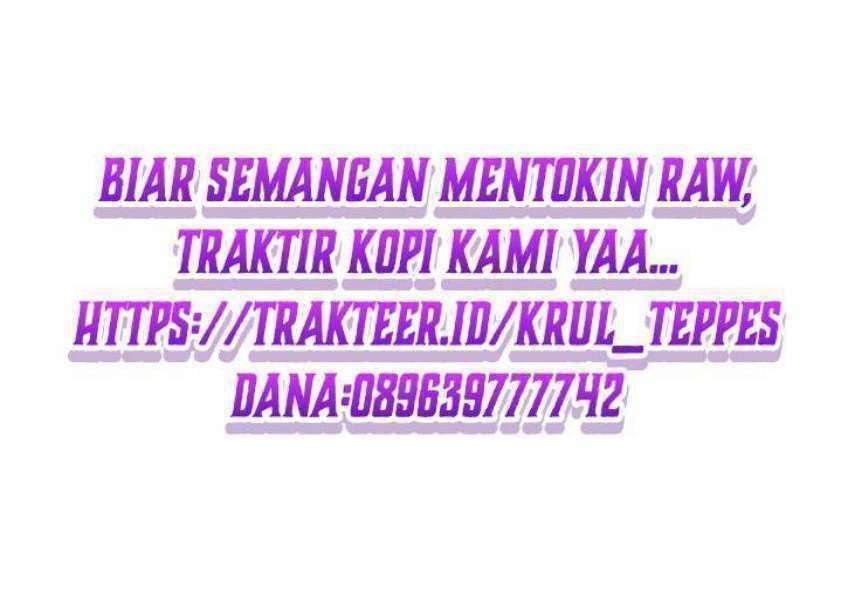 BIAR SEMANGAN MENTOKIN RAW,
TRAKTIR KOPI KAMI YAA...
HTTPS://TRAKTEER.ID/KRUL_TEPPES
DANA:089639777742